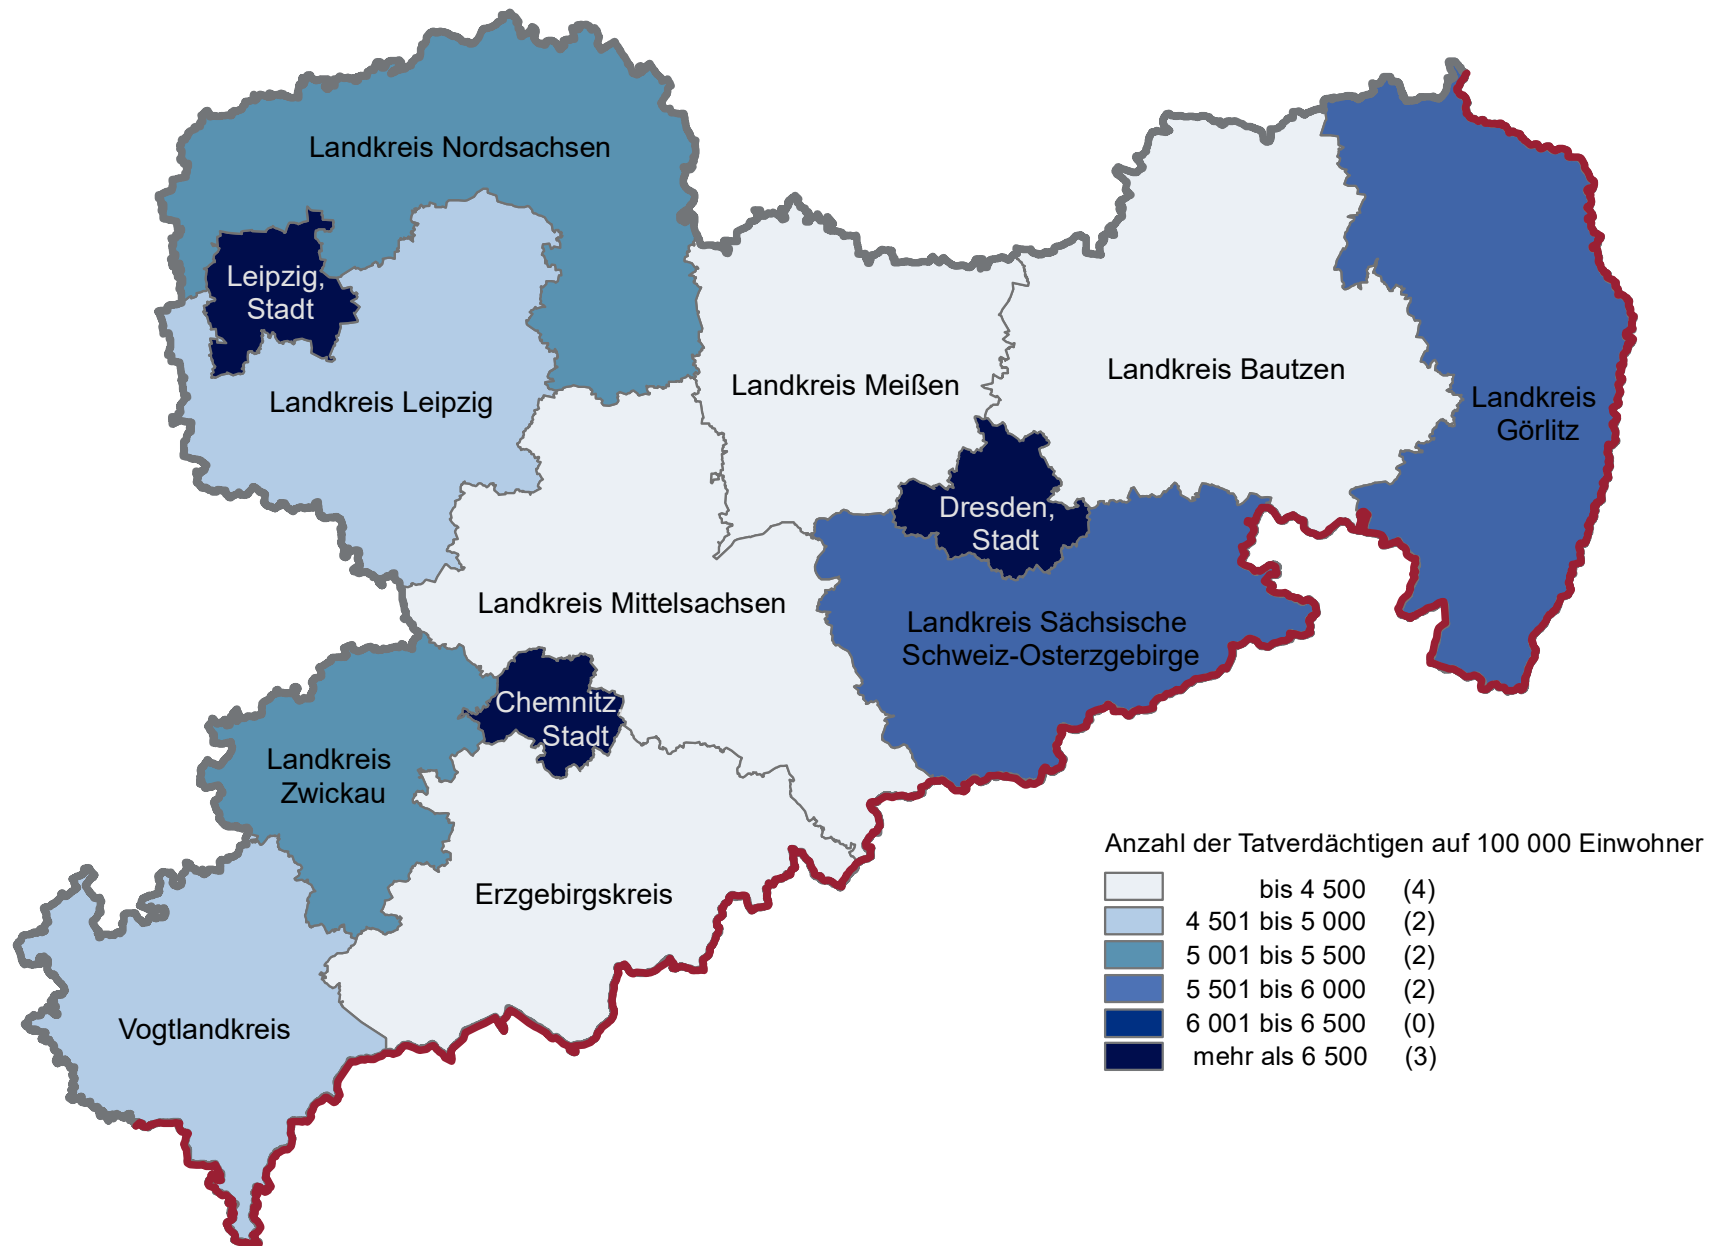 Landkreis Nordsachsen
Leipzig,
Stadt
Landkreis Leipzig
Landkreis Meißen
Landkreis Bautzen
Landkreis
Görlitz
Dresden,
Stadt
Landkreis Mittelsachsen
Landkreis Sächsische
Schweiz-Osterzgebirge
Chemnitz
Stadt
Landkreis
Zwickau
Erzgebirgskreis
Vogtlandkreis
Anzahl der Tatverdächtigen auf 100 000 Einwohner
bis 4 500 (4)
4 501 bis 5 000 (2)
5 001 bis 5 500 (2)
5 501 bis 6 000 (2)
6 001 bis 6 500 (0)
mehr als 6 500 (3)